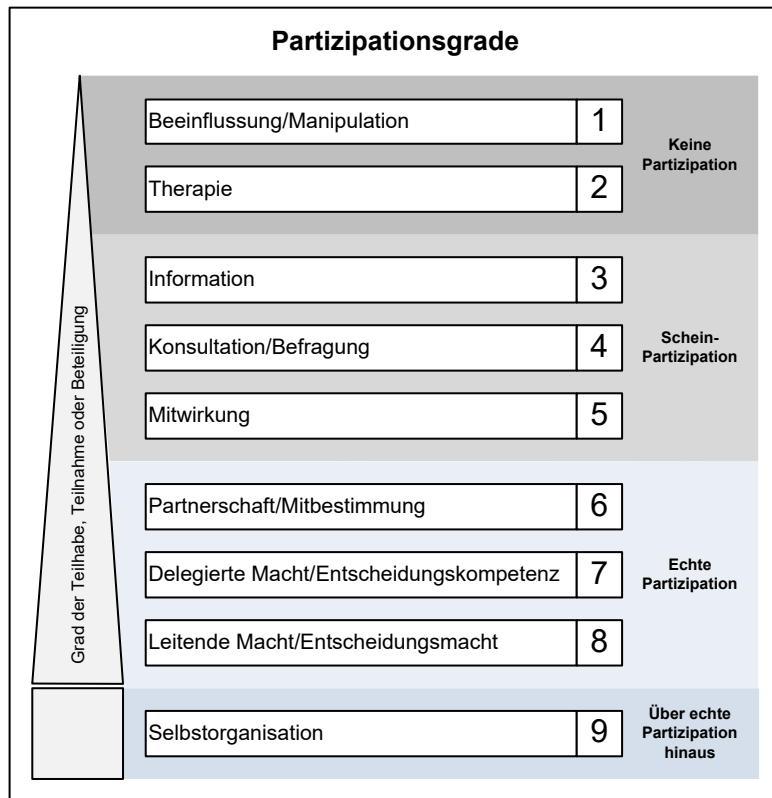 Partizipationsgrade
Beeinflussung/Manipulation 1
Therapie 2
Keine
Partizipation
Information 3
Konsultation/Befragung 4
Mitwirkung 5
Schein-
Partizipation
Partnerschaft/Mitbestimmung 6
Delegierte Macht/Entscheidungskompetenz 7
Leitende Macht/Entscheidungsmacht 8
Echte
Partizipation
Selbstorganisation 9
Über echte
Partizipation
hinaus
Grad der Teilhabe, Teilnahme oder Beteiligung